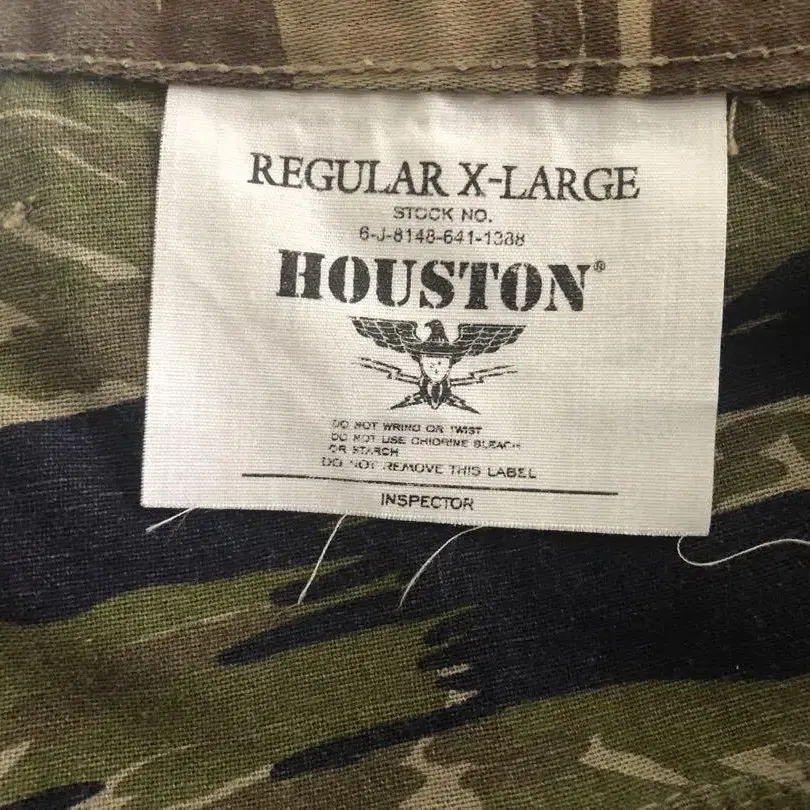 REGULAR X-LARGE
STOCK NO.
6-J-8148-641-1388
HOUSTON®
DO NOT WRING OR TWIST
DO NOT USE CHLORINE BLEACH
OR STARCH
DO NOT REMOVE THIS LABEL
INSPECTOR